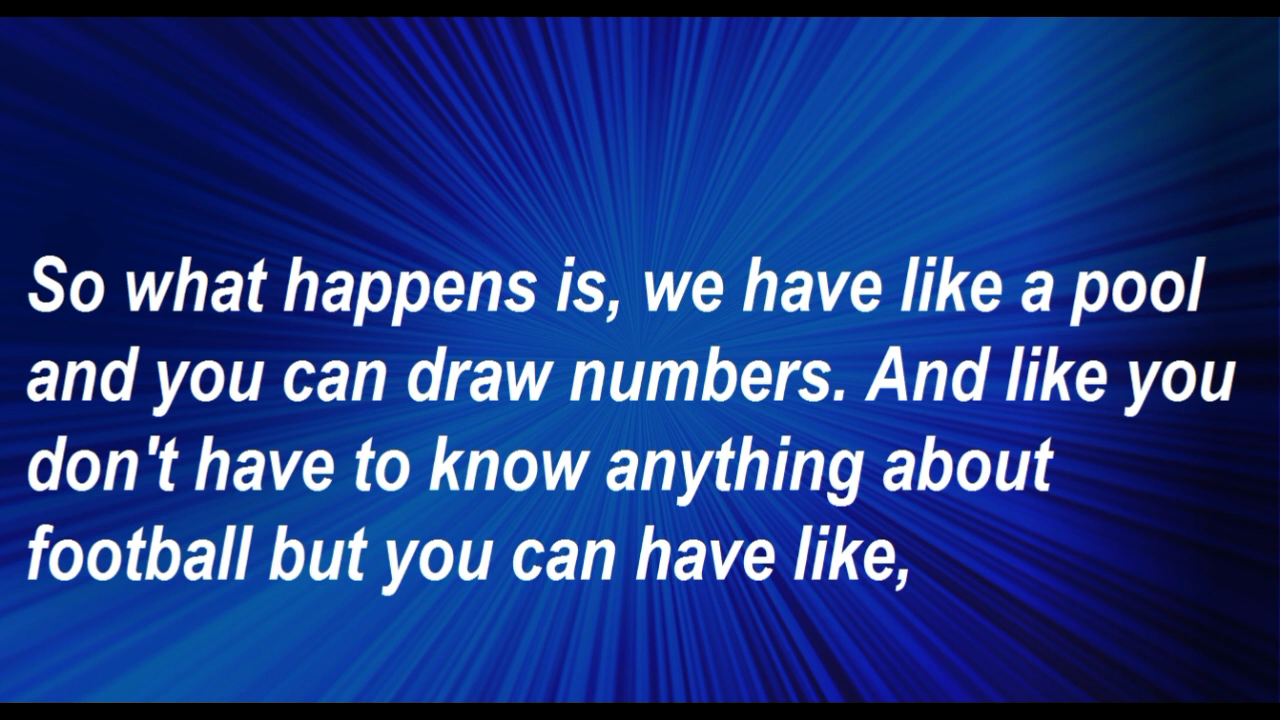 So what happens is, we have like a pool
and you can draw numbers. And like you
don't have to know anything about
football but you can have like,